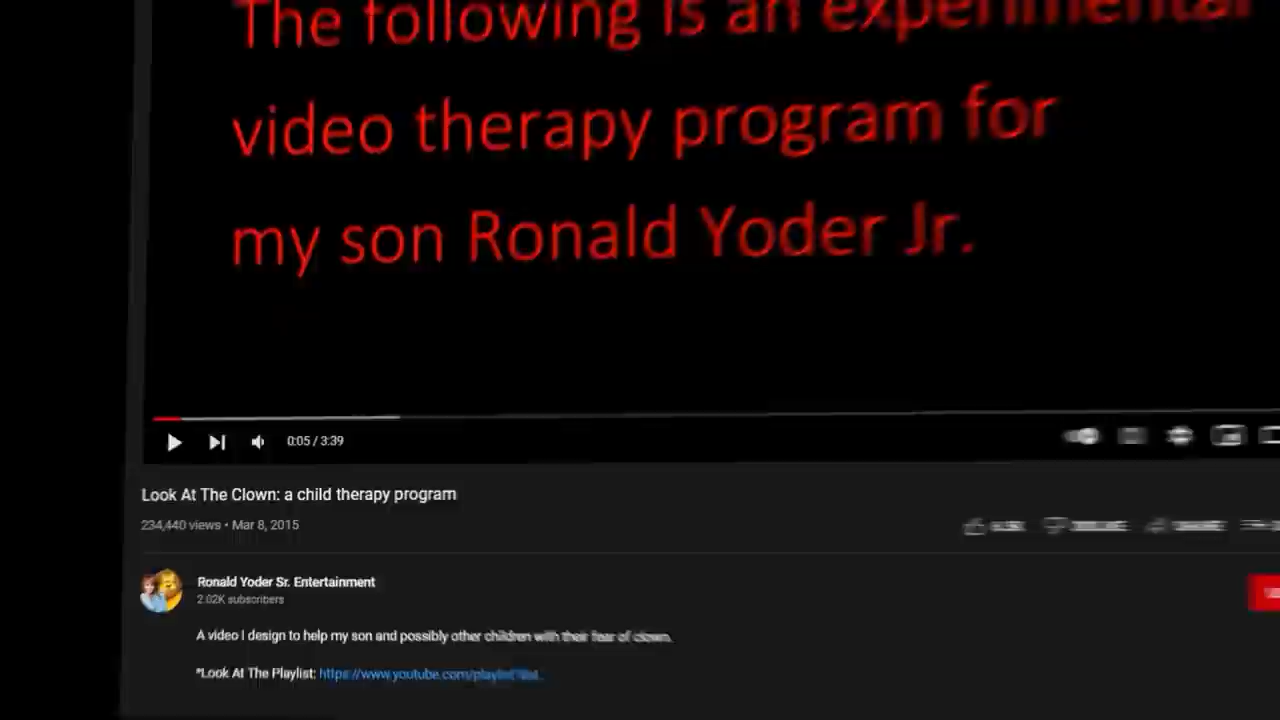 The following is an experimental
video therapy program for
my son Ronald Yoder Jr.
0:05 / 3:39
Look At The Clown: a child therapy program
234,440 views • Mar 8, 2015
Ronald Yoder Sr. Entertainment
2.02K subscribers
A video I design to help my son and possibly other children with their fear of clown.
*Look At The Playlist: https://www.youtube.com/playlist?list...